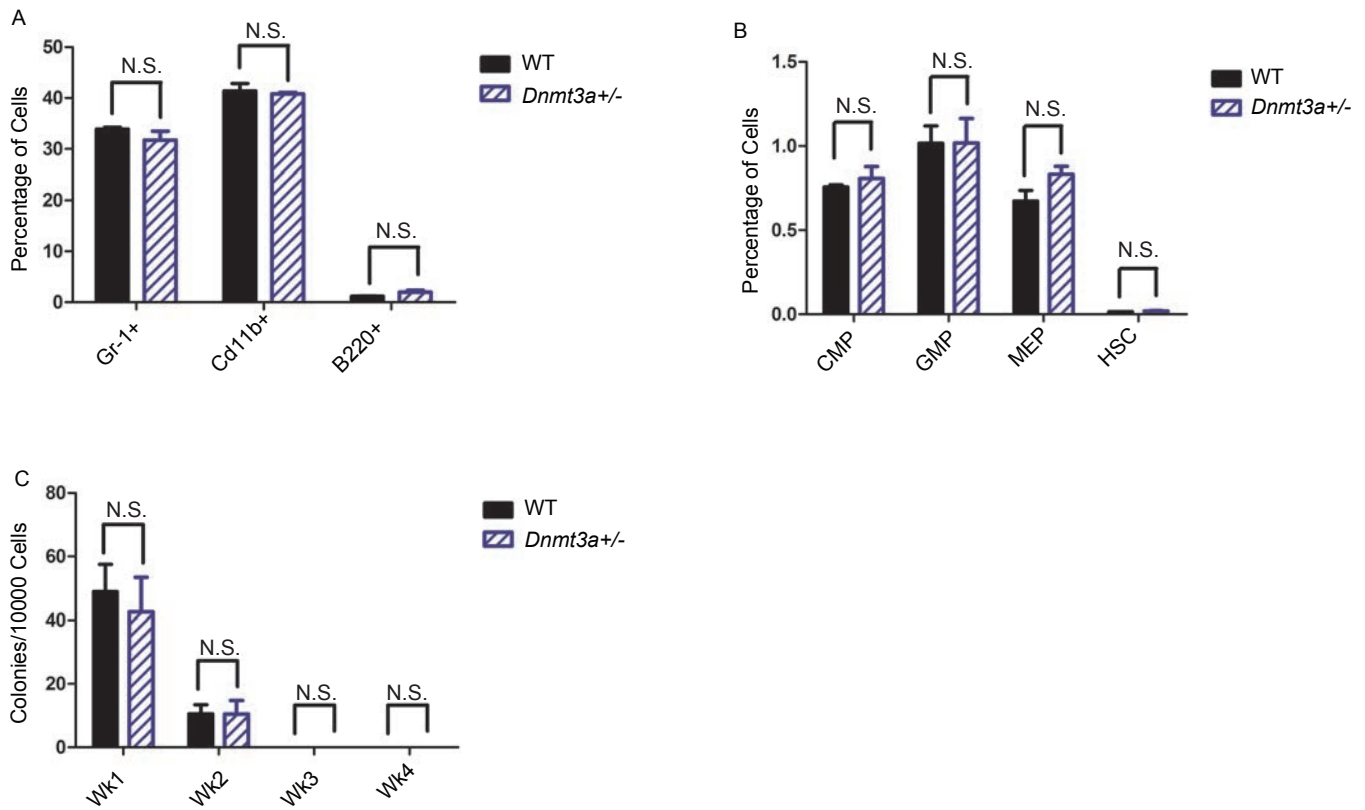 A
Percentage of Cells
50
40
30
20
10
0
N.S.
N.S.
N.S.
Gr-1+
Cd11b+
B220+
WT
Dnmt3a+/-
B
Percentage of Cells
1.5
1.0
0.5
0.0
N.S.
N.S.
N.S.
N.S.
CMP
GMP
MEP
HSC
WT
Dnmt3a+/-
C
Colonies/10000 Cells
80
60
40
20
0
N.S.
N.S.
N.S.
N.S.
Wk1
Wk2
Wk3
Wk4
WT
Dnmt3a+/-